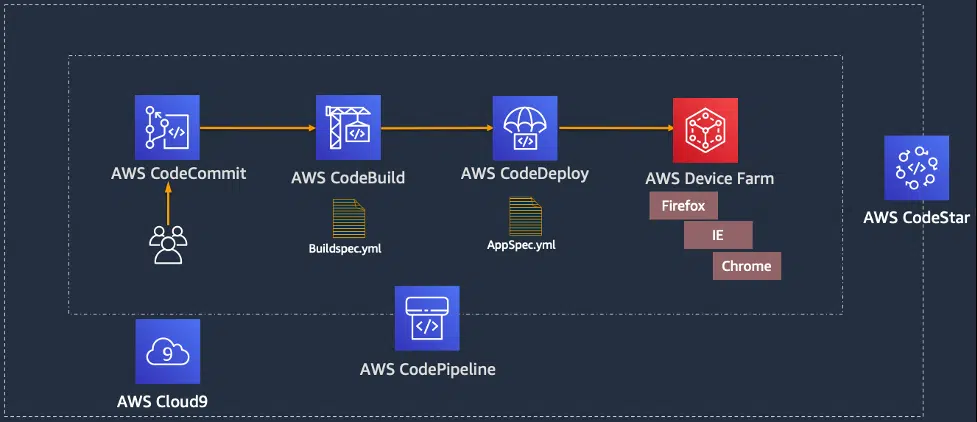 AWS CodeCommit
AWS CodeBuild
AWS CodeDeploy
AWS Device Farm
Buildspec.yml
AppSpec.yml
Firefox
IE
Chrome
AWS CodeStar
9
AWS Cloud9
AWS CodePipeline